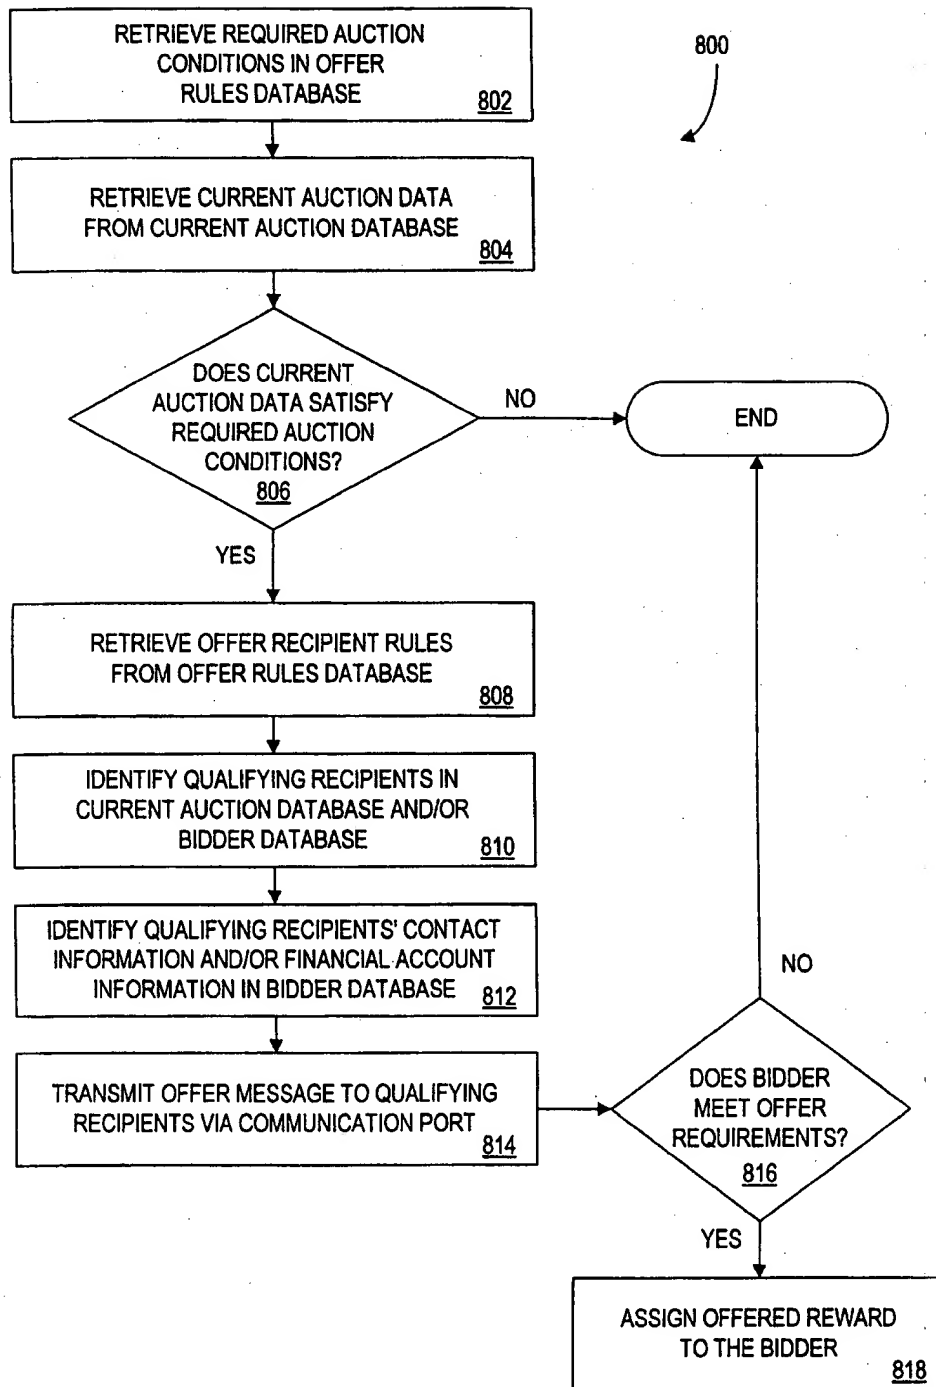 RETRIEVE REQUIRED AUCTION
CONDITIONS IN OFFER
RULES DATABASE
802
800
RETRIEVE CURRENT AUCTION DATA
FROM CURRENT AUCTION DATABASE
804
DOES CURRENT
AUCTION DATA SATISFY
REQUIRED AUCTION
CONDITIONS?
806
NO
END
YES
RETRIEVE OFFER RECIPIENT RULES
FROM OFFER RULES DATABASE
808
IDENTIFY QUALIFYING RECIPIENTS IN
CURRENT AUCTION DATABASE AND/OR
BIDDER DATABASE
810
IDENTIFY QUALIFYING RECIPIENTS' CONTACT
INFORMATION AND/OR FINANCIAL ACCOUNT
INFORMATION IN BIDDER DATABASE
812
TRANSMIT OFFER MESSAGE TO QUALIFYING
RECIPIENTS VIA COMMUNICATION PORT
814
NO
DOES BIDDER
MEET OFFER
REQUIREMENTS?
816
YES
ASSIGN OFFERED REWARD
TO THE BIDDER
818